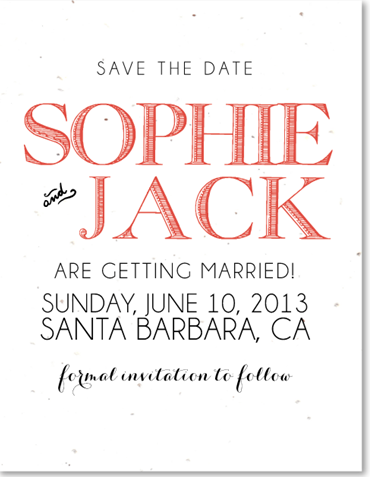 SAVE THE DATE
SOPHIE
and JACK
ARE GETTING MARRIED!
SUNDAY, JUNE 10, 2013
SANTA BARBARA, CA
formal invitation to follow